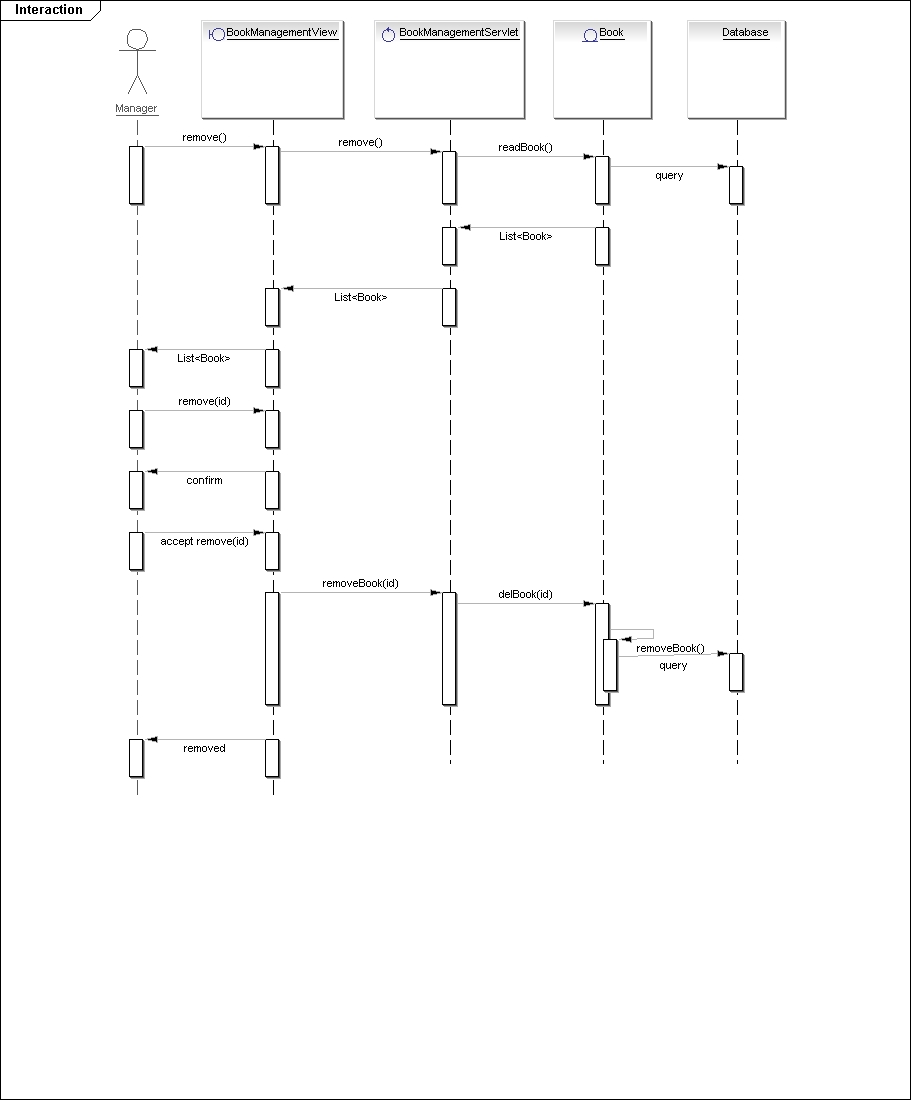 Interaction
BookManagementView
BookManagementServlet
Book
Database
Manager
remove()
remove()
readBook()
query
List<Book>
List<Book>
List<Book>
remove(id)
confirm
accept remove(id)
removeBook(id)
delBook(id)
removeBook()
query
removed